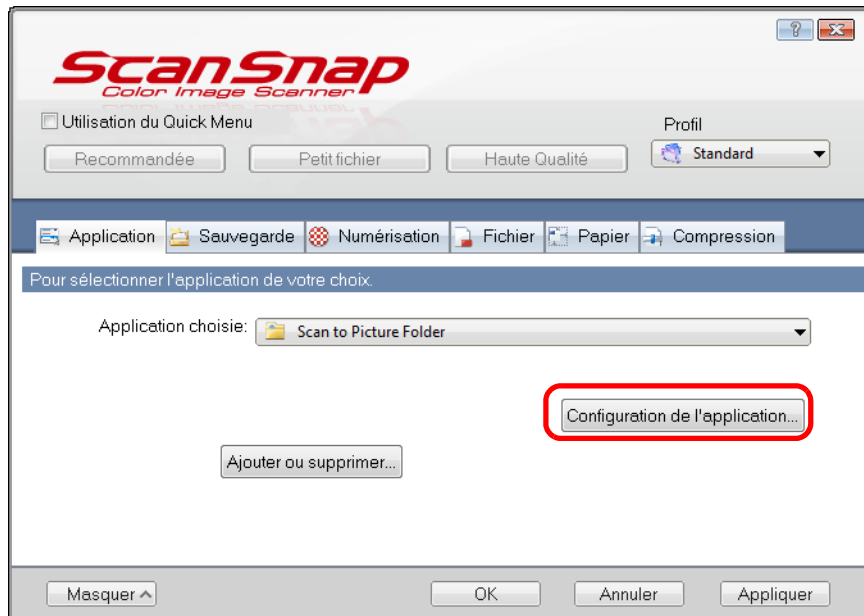 ScanSnap
Color Image Scanner
Utilisation du Quick Menu
Profil
Recommandée
Petit fichier
Haute Qualité
Standard
Application
Sauvegarde
Numérisation
Fichier
Papier
Compression
Pour sélectionner l'application de votre choix.
Application choisie:
Scan to Picture Folder
Configuration de l'application...
Ajouter ou supprimer...
Masquer
OK
Annuler
Appliquer